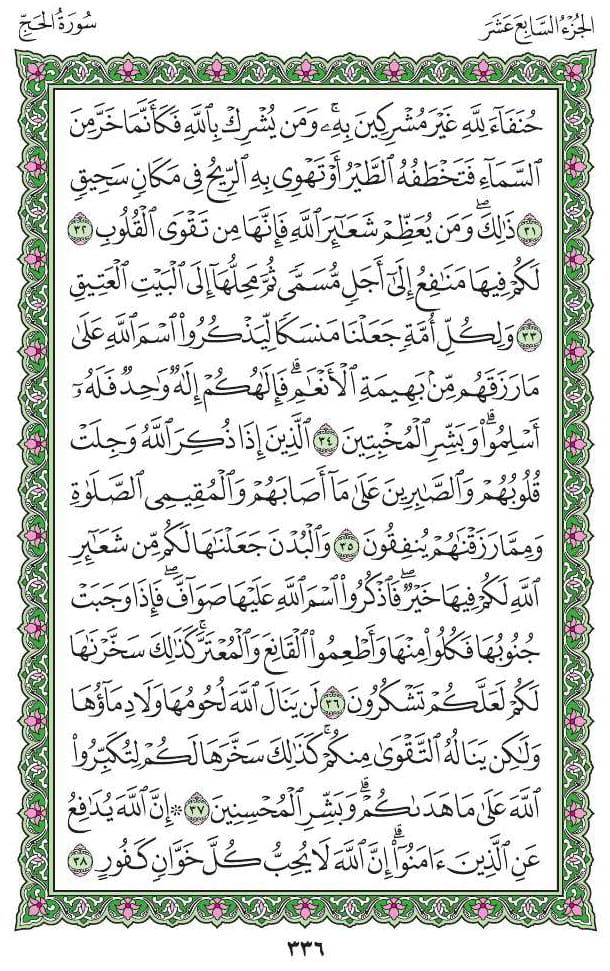 الجُزْءُ السَّابِعَ عَشَرَ
سُورَةُ الحَجِّ
حُنَفَآءَ لِلَّهِ غَيۡرَ مُشۡرِكِينَ بِهِۦۚ وَمَن يُشۡرِكۡ بِٱللَّهِ فَكَأَنَّمَا خَرَّ مِنَ
ٱلسَّمَآءِ فَتَخۡطَفُهُ ٱلطَّيۡرُ أَوۡ تَهۡوِي بِهِ ٱلرِّيحُ فِي مَكَانٖ سَحِيقٖ
٣١ ذَٰلِكَۖ وَمَن يُعَظِّمۡ شَعَٰٓئِرَ ٱللَّهِ فَإِنَّهَا مِن تَقۡوَى ٱلۡقُلُوبِ ٣٢
لَكُمۡ فِيهَا مَنَٰفِعُ إِلَىٰٓ أَجَلٖ مُّسَمّٗى ثُمَّ مَحِلُّهَآ إِلَى ٱلۡبَيۡتِ ٱلۡعَتِيقِ
٣٣ وَلِكُلِّ أُمَّةٖ جَعَلۡنَا مَنسَكٗا لِّيَذۡكُرُواْ ٱسۡمَ ٱللَّهِ عَلَىٰ
مَا رَزَقَهُم مِّنۢ بَهِيمَةِ ٱلۡأَنۡعَٰمِۗ فَإِلَٰهُكُمۡ إِلَٰهٞ وَٰحِدٞ فَلَهُۥٓ
أَسۡلِمُواْۗ وَبَشِّرِ ٱلۡمُخۡبِتِينَ ٣٤ ٱلَّذِينَ إِذَا ذُكِرَ ٱللَّهُ وَجِلَتۡ
قُلُوبُهُمۡ وَٱلصَّٰبِرِينَ عَلَىٰ مَآ أَصَابَهُمۡ وَٱلۡمُقِيمِي ٱلصَّلَوٰةِ
وَمِمَّا رَزَقۡنَٰهُمۡ يُنفِقُونَ ٣٥ وَٱلۡبُدۡنَ جَعَلۡنَٰهَا لَكُم مِّن شَعَٰٓئِرِ
ٱللَّهِ لَكُمۡ فِيهَا خَيۡرٞۖ فَٱذۡكُرُواْ ٱسۡمَ ٱللَّهِ عَلَيۡهَا صَوَآفَّۖ فَإِذَا وَجَبَتۡ
جُنُوبُهَا فَكُلُواْ مِنۡهَا وَأَطۡعِمُواْ ٱلۡقَانِعَ وَٱلۡمُعۡتَرَّۚ كَذَٰلِكَ سَخَّرۡنَٰهَا
لَكُمۡ لَعَلَّكُمۡ تَشۡكُرُونَ ٣٦ لَن يَنَالَ ٱللَّهَ لُحُومُهَا وَلَا دِمَآؤُهَا
وَلَٰكِن يَنَالُهُ ٱلتَّقۡوَىٰ مِنكُمۡۚ كَذَٰلِكَ سَخَّرَهَا لَكُمۡ لِتُكَبِّرُواْ
ٱللَّهَ عَلَىٰ مَا هَدَىٰكُمۡۗ وَبَشِّرِ ٱلۡمُحۡسِنِينَ ٣٧ ۞ إِنَّ ٱللَّهَ يُدَٰفِعُ
عَنِ ٱلَّذِينَ ءَامَنُوٓاْۗ إِنَّ ٱللَّهَ لَا يُحِبُّ كُلَّ خَوَّانٖ كَفُورٍ ٣٨
٣٣٦